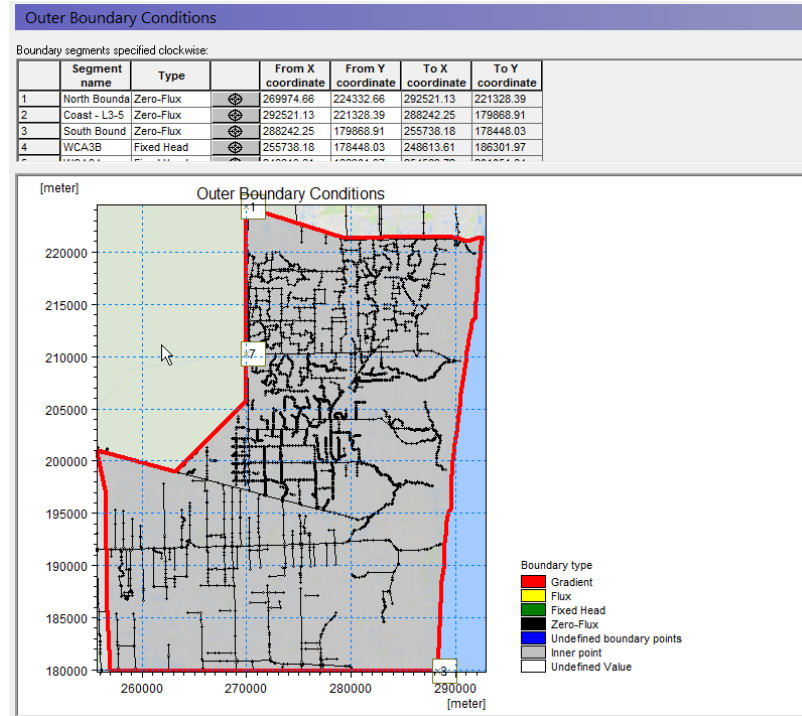 Outer Boundary Conditions
Boundary segments specified clockwise:
Segment name Type From X coordinate From Y coordinate To X coordinate To Y coordinate
1 North Bounda Zero-Flux 269974.66 224332.66 292521.13 221328.39
2 Coast - L3-5 Zero-Flux 292521.13 221328.39 288242.25 179868.91
3 South Bound Zero-Flux 288242.25 179868.91 255738.18 178448.03
4 WCA3B Fixed Head 255738.18 178448.03 248613.61 186301.97
[meter]
Outer Boundary Conditions
1
220000
215000
210000
7
205000
200000
195000
190000
185000
180000
3
260000 270000 280000 290000
[meter]
Boundary type
Gradient
Flux
Fixed Head
Zero-Flux
Undefined boundary points
Inner point
Undefined Value